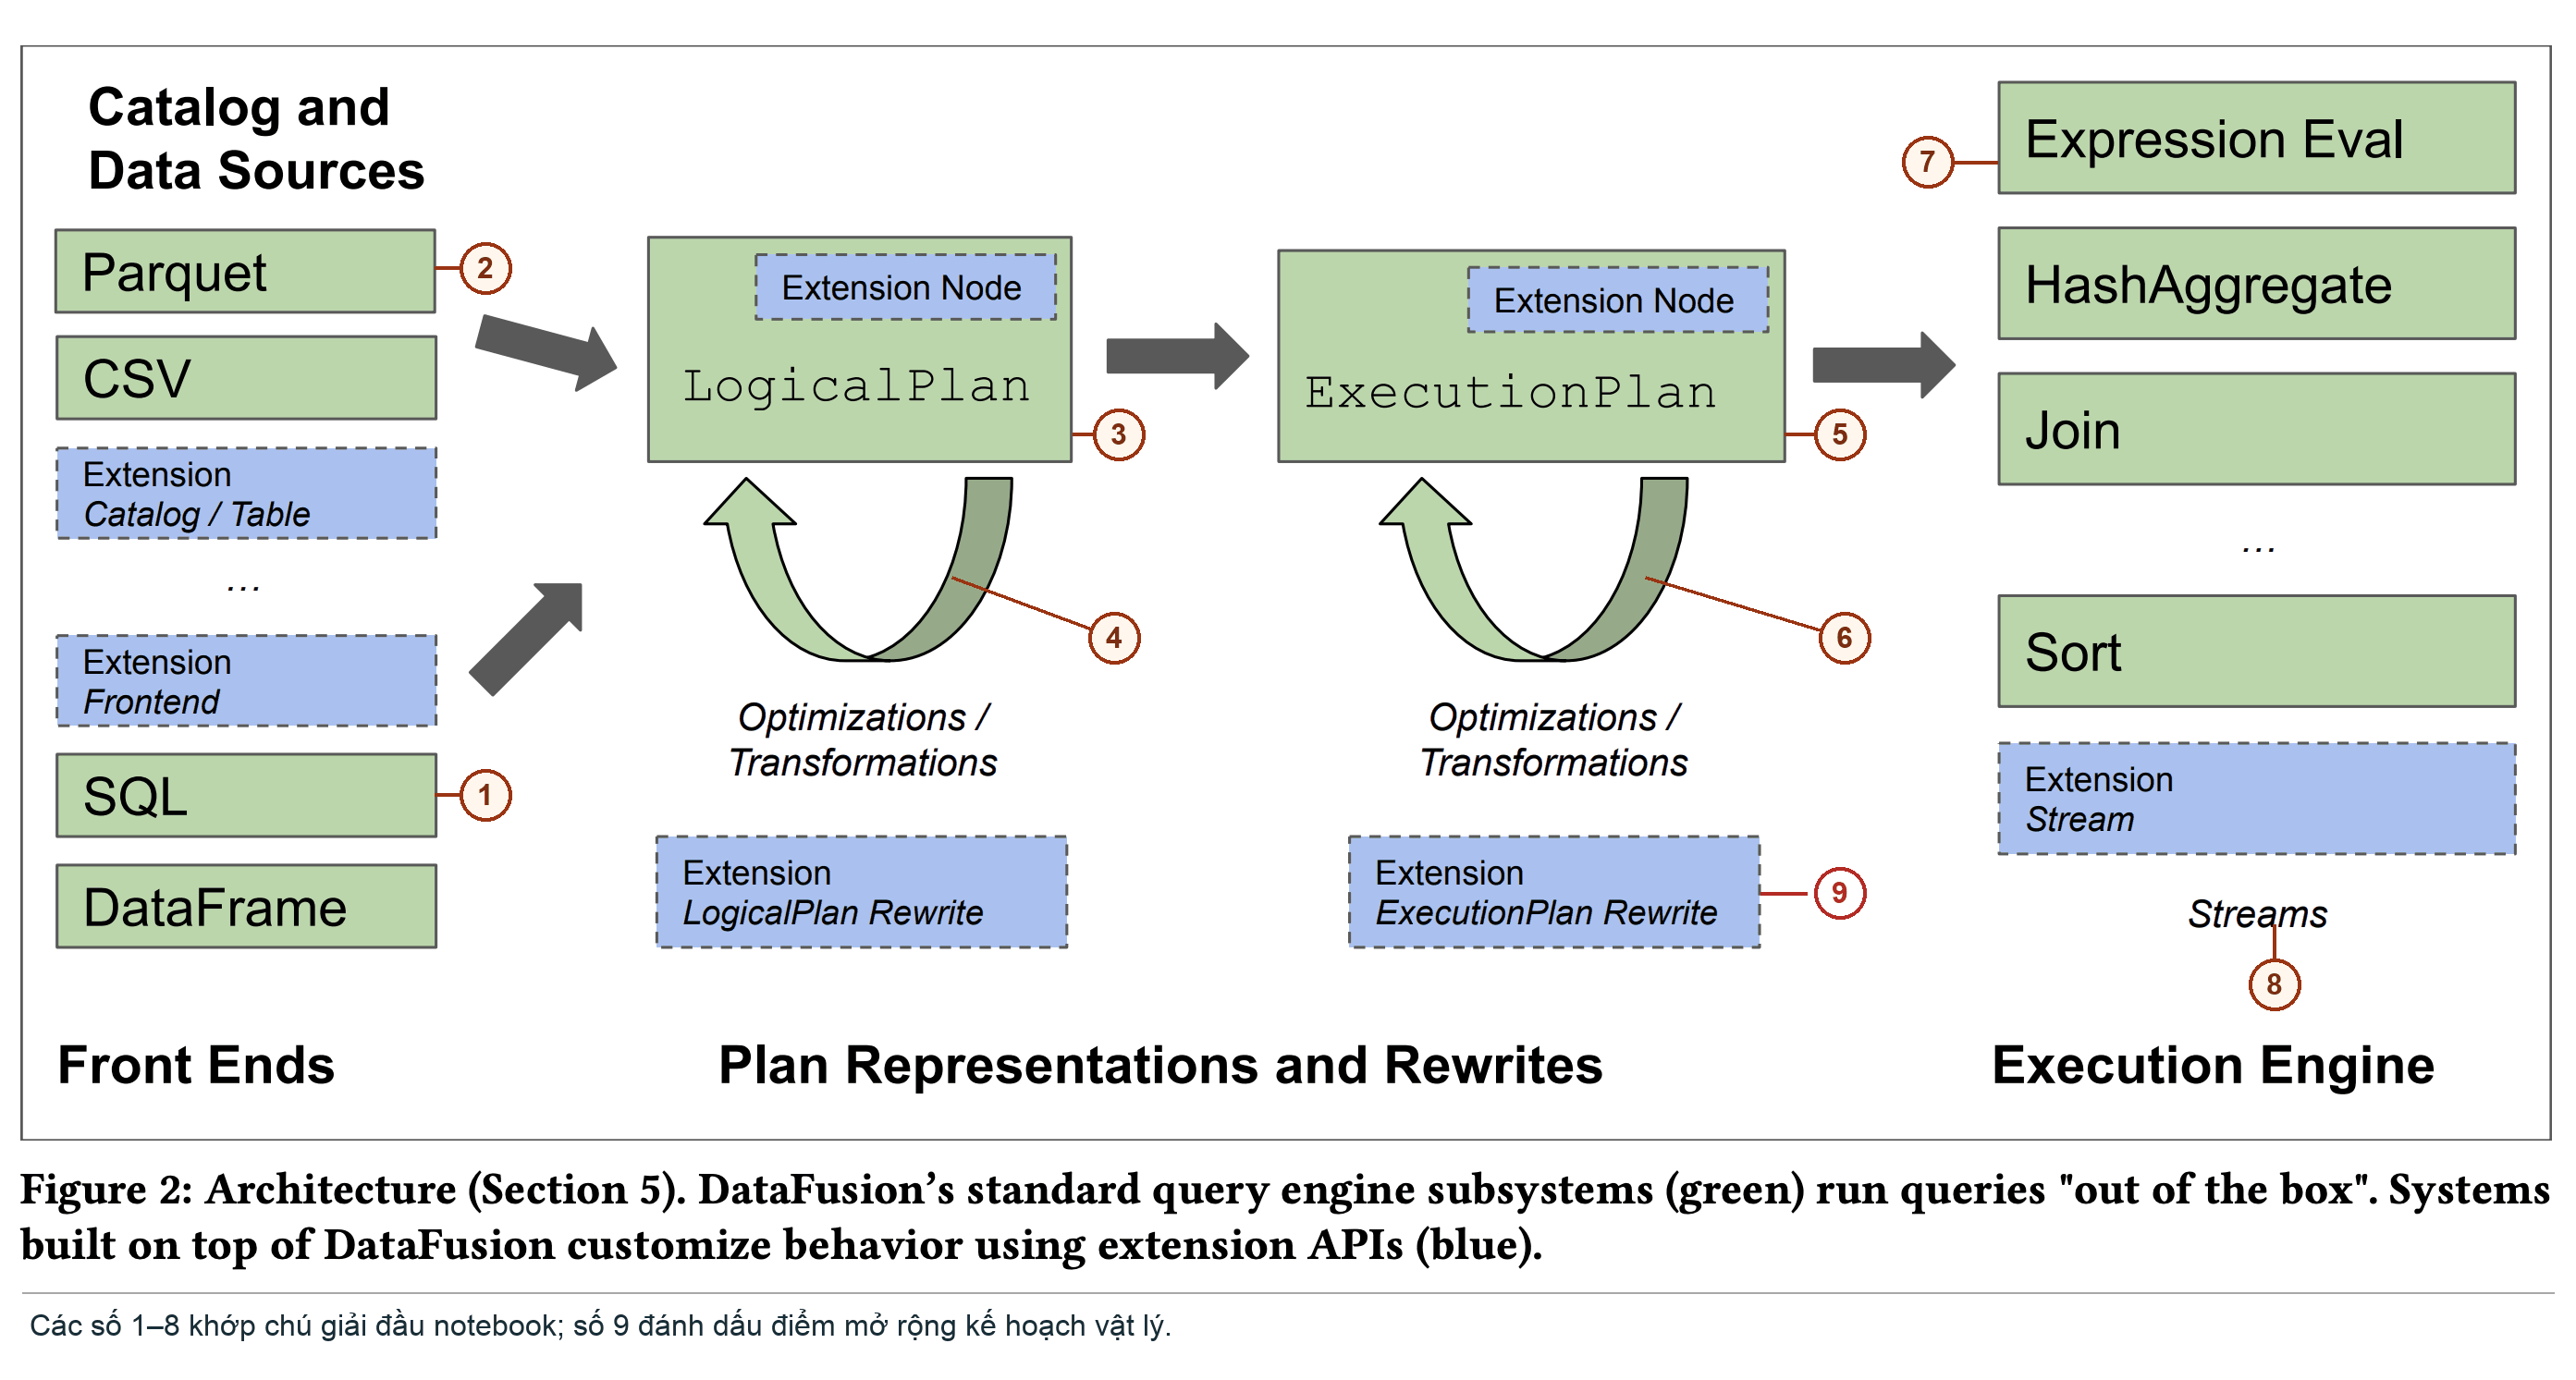 Catalog and
Data Sources
Parquet
2
CSV
Extension
Catalog / Table
...
Extension
Frontend
SQL
1
DataFrame
Front Ends
Extension Node
LogicalPlan
3
4
Optimizations /
Transformations
Extension
LogicalPlan Rewrite
Extension Node
ExecutionPlan
5
6
Optimizations /
Transformations
Extension
ExecutionPlan Rewrite
9
Plan Representations and Rewrites
7
Expression Eval
HashAggregate
Join
...
Sort
Extension
Stream
Streams
8
Execution Engine
Figure 2: Architecture (Section 5). DataFusion’s standard query engine subsystems (green) run queries "out of the box". Systems
built on top of DataFusion customize behavior using extension APIs (blue).
Các số 1–8 khớp chú giải đầu notebook; số 9 đánh dấu điểm mở rộng kế hoạch vật lý.